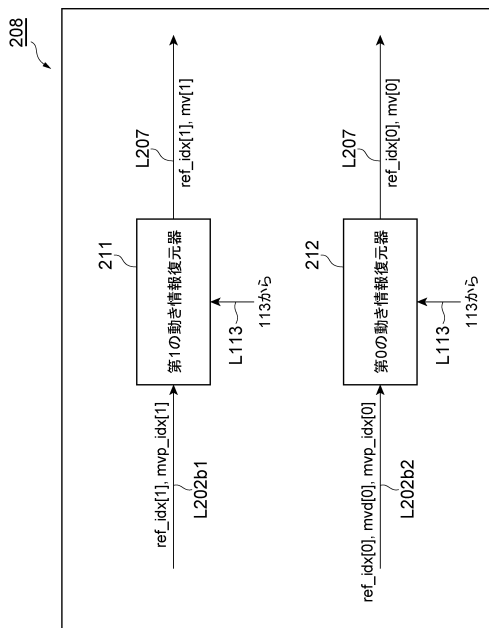 208
L207
ref_idx[1], mv[1]
211
第1の動き情報復元器
L113
113から
ref_idx[1], mvp_idx[1]
L202b1
L207
ref_idx[0], mv[0]
212
第0の動き情報復元器
L113
113から
ref_idx[0], mvd[0], mvp_idx[0]
L202b2